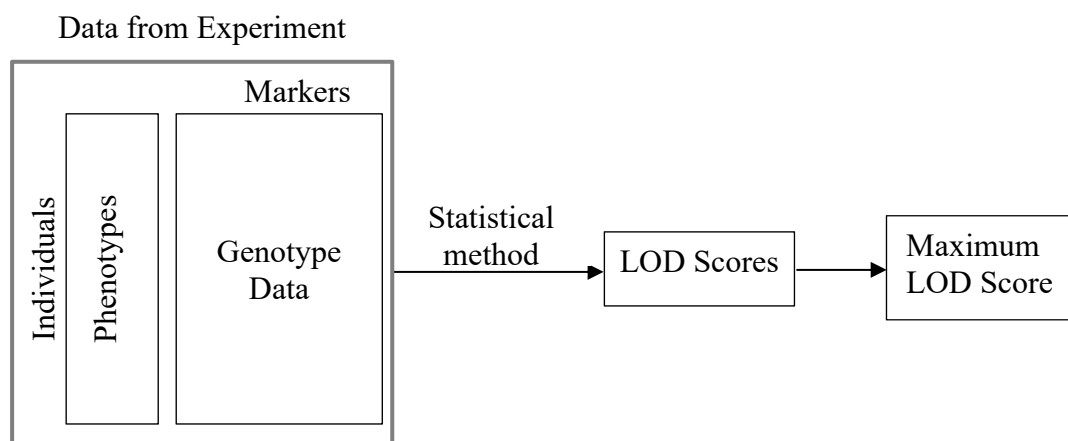 Data from Experiment
Markers
Individuals
Phenotypes
Genotype
Data
Statistical
method
LOD Scores
Maximum
LOD Score